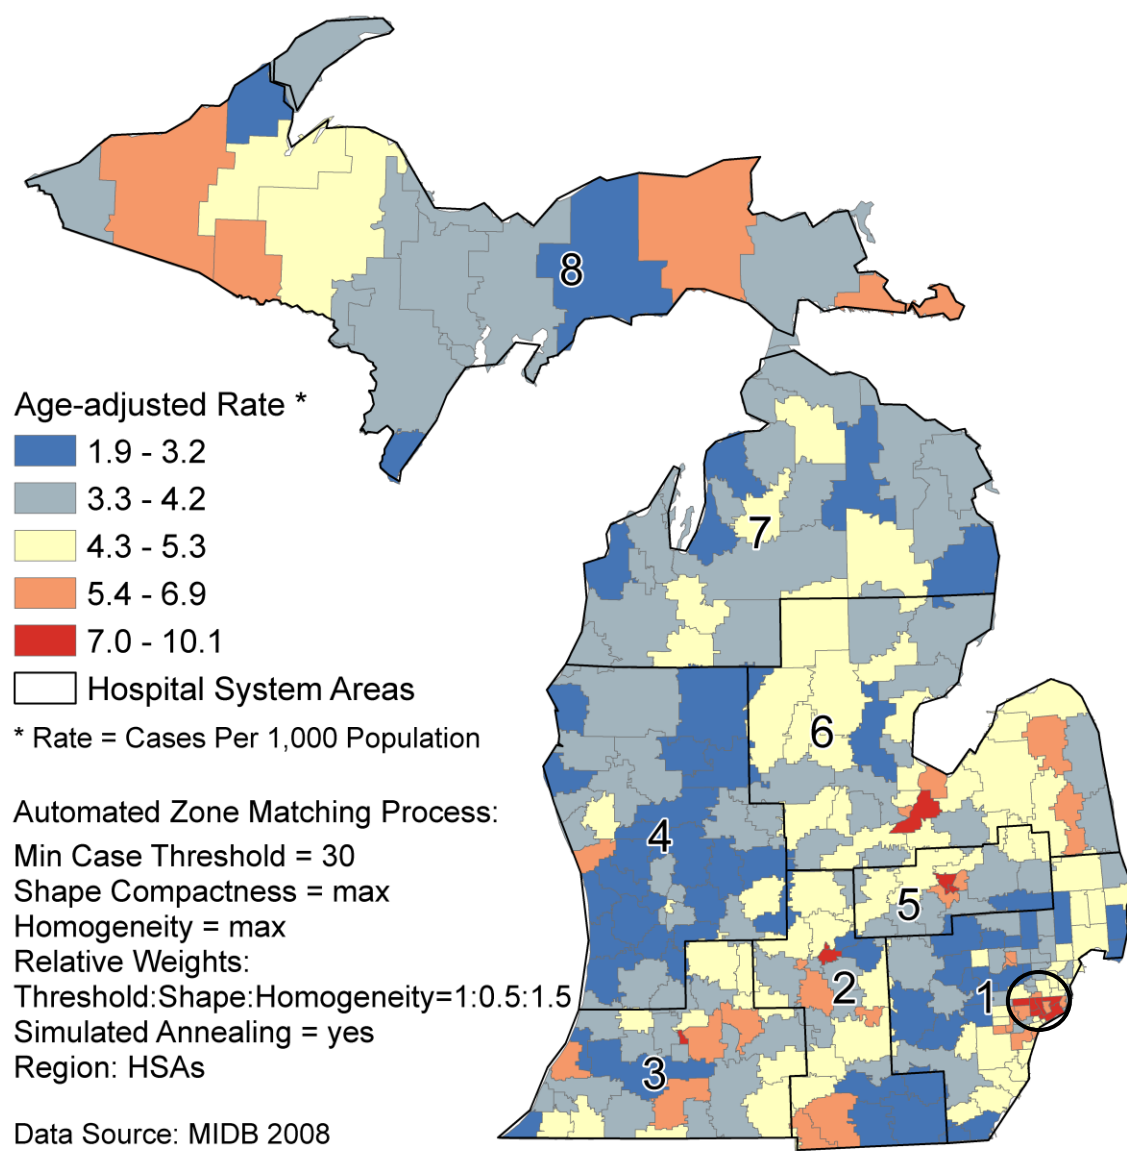 8
Age-adjusted Rate *
1.9 - 3.2
3.3 - 4.2
4.3 - 5.3
5.4 - 6.9
7.0 - 10.1
Hospital System Areas
* Rate = Cases Per 1,000 Population
7
6
Automated Zone Matching Process:
Min Case Threshold = 30
Shape Compactness = max
Homogeneity = max
Relative Weights:
Threshold:Shape:Homogeneity=1:0.5:1.5
Simulated Annealing = yes
Region: HSAs
4
5
2
1
3
Data Source: MIDB 2008